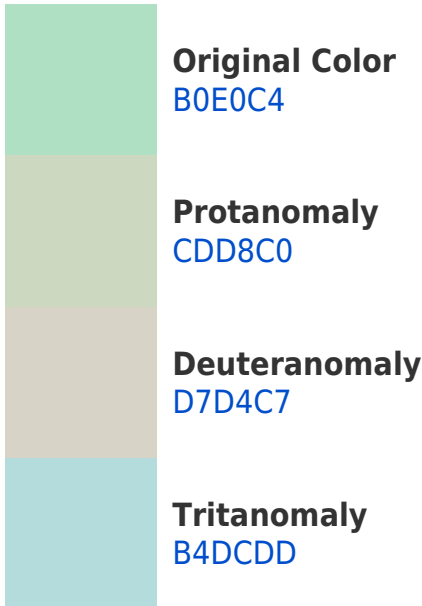 Original Color
B0E0C4
Protanomaly
CDD8C0
Deuteranomaly
D7D4C7
Tritanomaly
B4DCDD